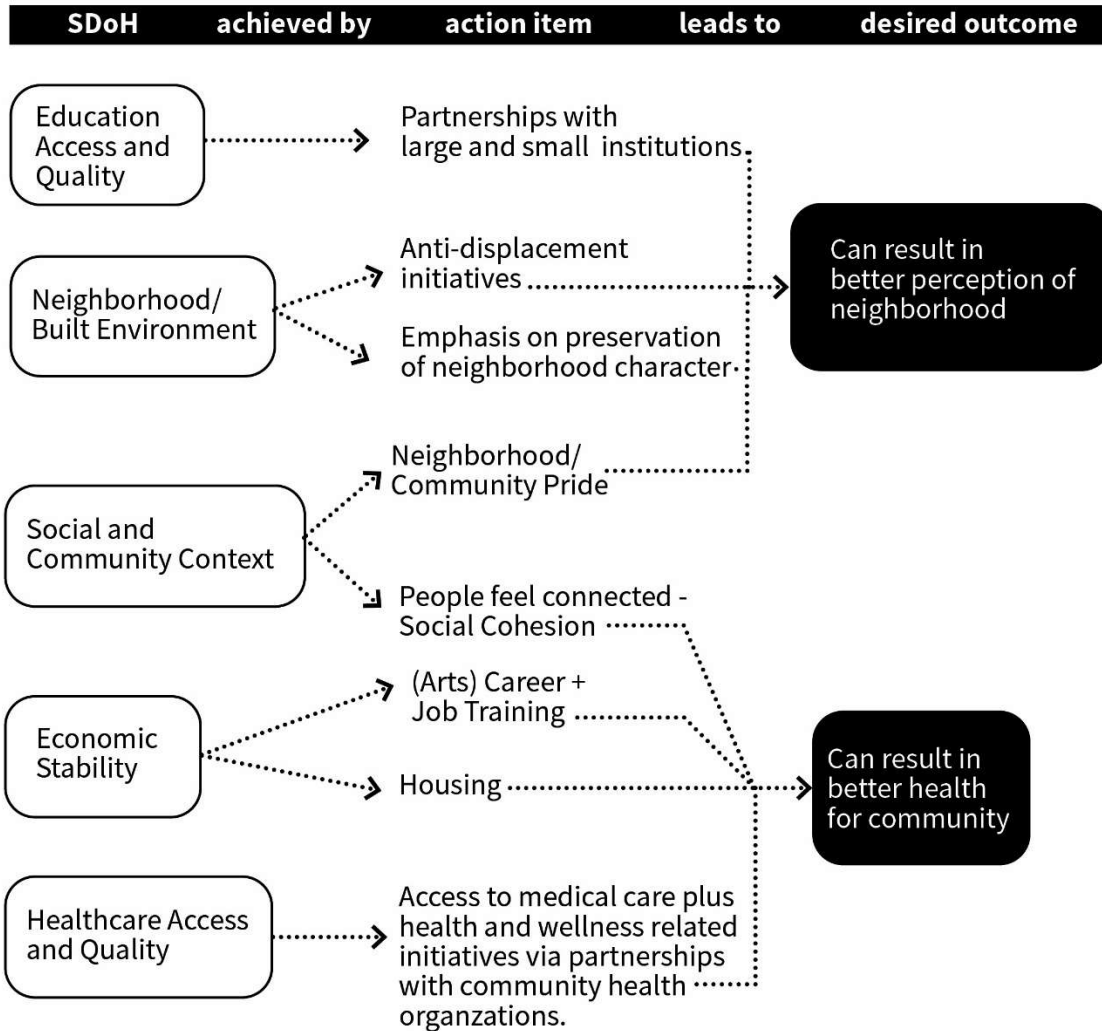 SDoH achieved by action item leads to desired outcome
Education
Access and
Quality
Partnerships with
large and small institutions
Neighborhood/
Built Environment
Anti-displacement
initiatives
Emphasis on preservation
of neighborhood character
Can result in
better perception of
neighborhood
Social and
Community Context
Neighborhood/
Community Pride
People feel connected -
Social Cohesion
Economic
Stability
(Arts) Career +
Job Training
Housing
Can result in
better health
for community
Healthcare Access
and Quality
Access to medical care plus
health and wellness related
initiatives via partnerships
with community health
organzations.